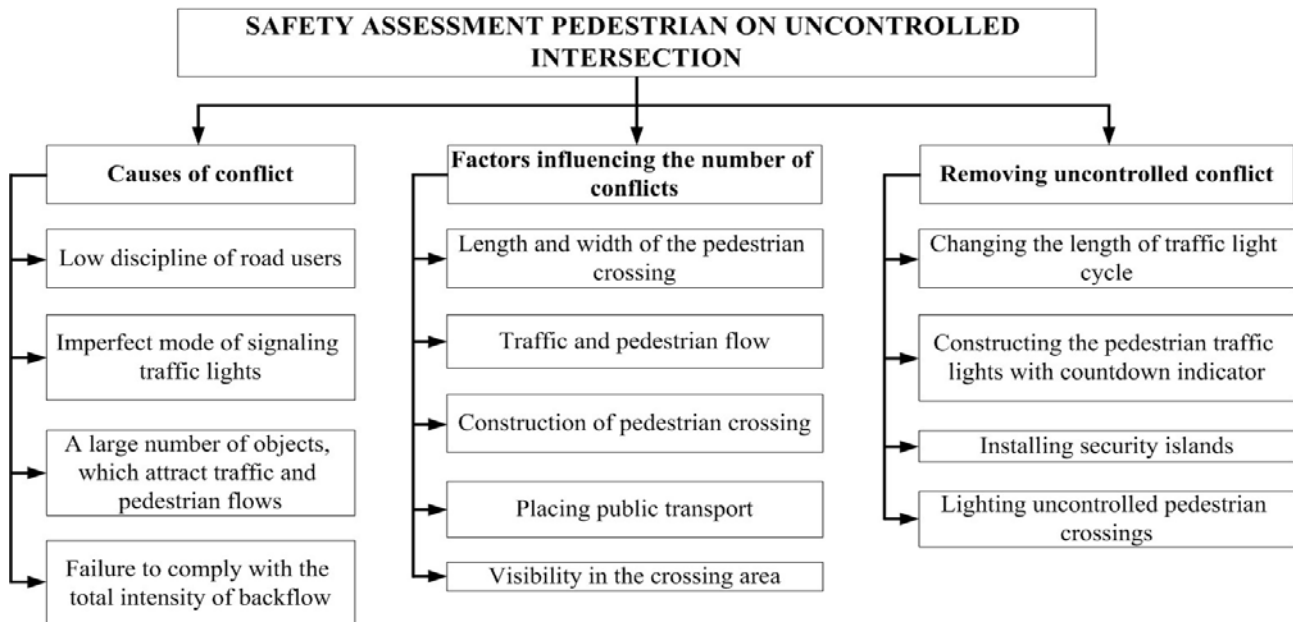 SAFETY ASSESSMENT PEDESTRIAN ON UNCONTROLLED
INTERSECTION
Causes of conflict
Low discipline of road users
Imperfect mode of signaling
traffic lights
A large number of objects,
which attract traffic and
pedestrian flows
Failure to comply with the
total intensity of backflow
Factors influencing the number of
conflicts
Length and width of the pedestrian
crossing
Traffic and pedestrian flow
Construction of pedestrian crossing
Placing public transport
Visibility in the crossing area
Removing uncontrolled conflict
Changing the length of traffic light
cycle
Constructing the pedestrian traffic
lights with countdown indicator
Installing security islands
Lighting uncontrolled pedestrian
crossings